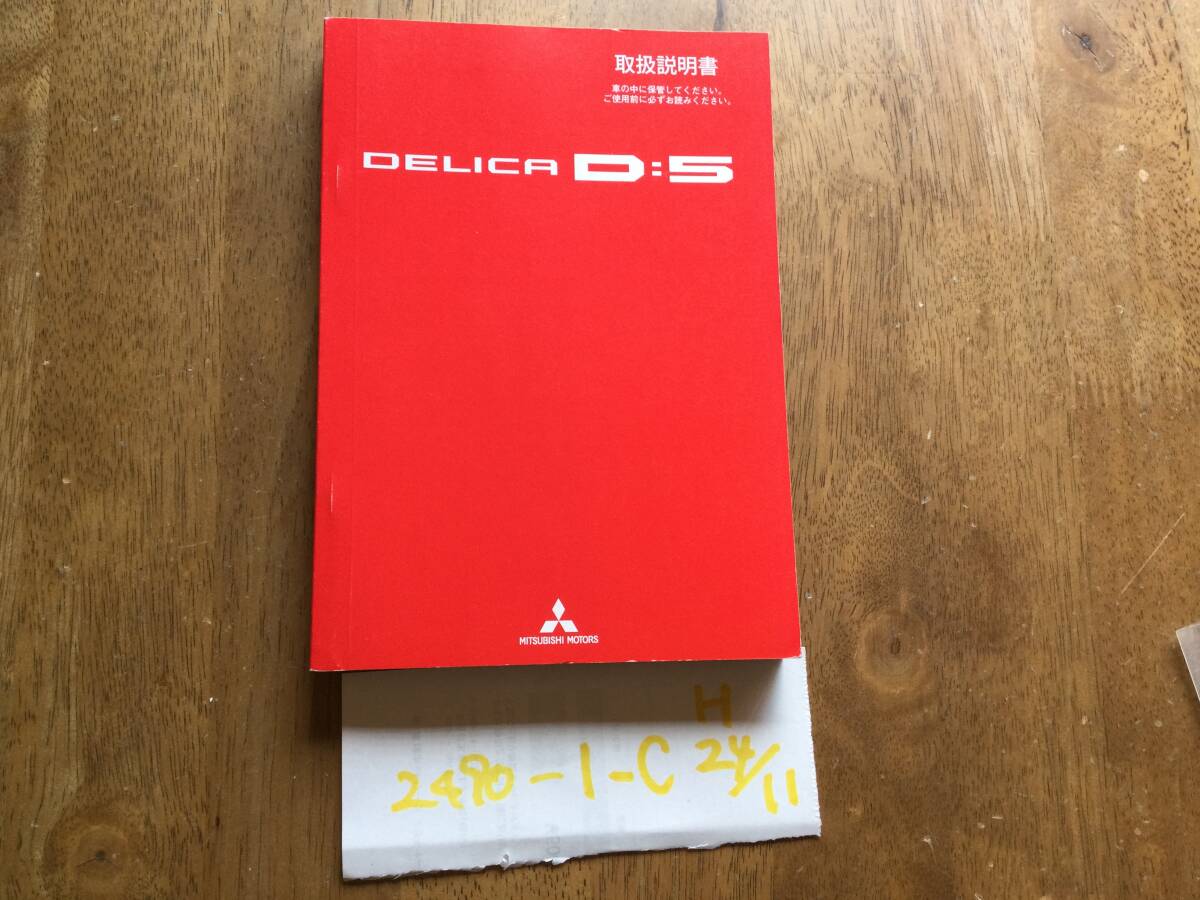 取扱説明書
車の中に保管してください。
ご使用前に必ずお読みください。
DELICA D:5
MITSUBISHI MOTORS
H
2490-1-C 24/11